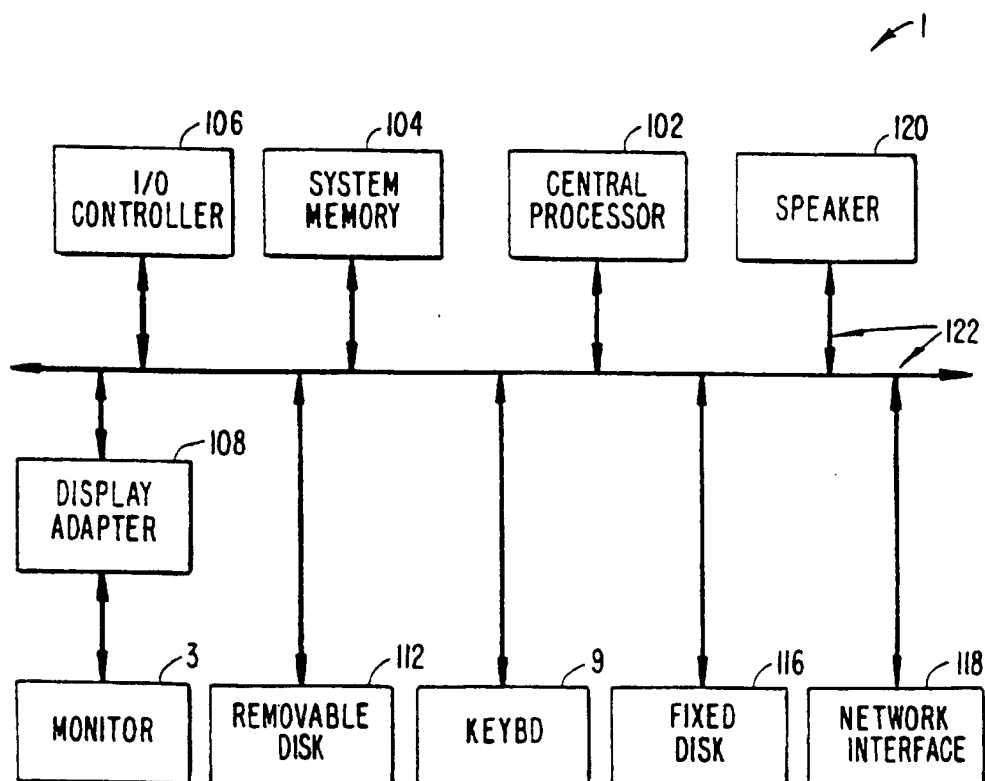 1
106
I/O
CONTROLLER
104
SYSTEM
MEMORY
102
CENTRAL
PROCESSOR
120
SPEAKER
122
108
DISPLAY
ADAPTER
3
MONITOR
112
REMOVABLE
DISK
9
KEYBD
116
FIXED
DISK
118
NETWORK
INTERFACE